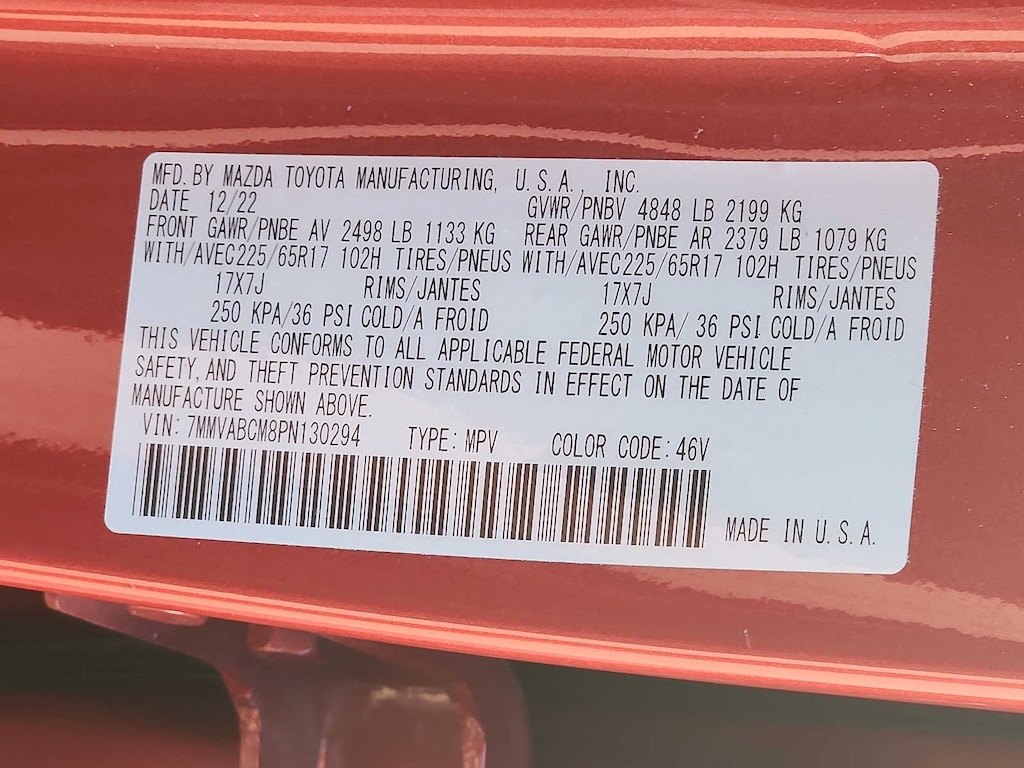 MFD. BY MAZDA TOYOTA MANUFACTURING, U. S. A., INC.
DATE 12/22 GVWR/PNBV 4848 LB 2199 KG
FRONT GAWR/PNBE AV 2498 LB 1133 KG REAR GAWR/PNBE AR 2379 LB 1079 KG
WITH/AVEC225/65R17 102H TIRES/PNEUS WITH/AVEC225/65R17 102H TIRES/PNEUS
17X7J RIMS/JANTES 17X7J RIMS/JANTES
250 KPA/36 PSI COLD/A FROID 250 KPA/ 36 PSI COLD/A FROID
THIS VEHICLE CONFORMS TO ALL APPLICABLE FEDERAL MOTOR VEHICLE
SAFETY, AND THEFT PREVENTION STANDARDS IN EFFECT ON THE DATE OF
MANUFACTURE SHOWN ABOVE.
VIN: 7MMVABCM8PN130294 TYPE: MPV COLOR CODE: 46V
MADE IN U. S. A.